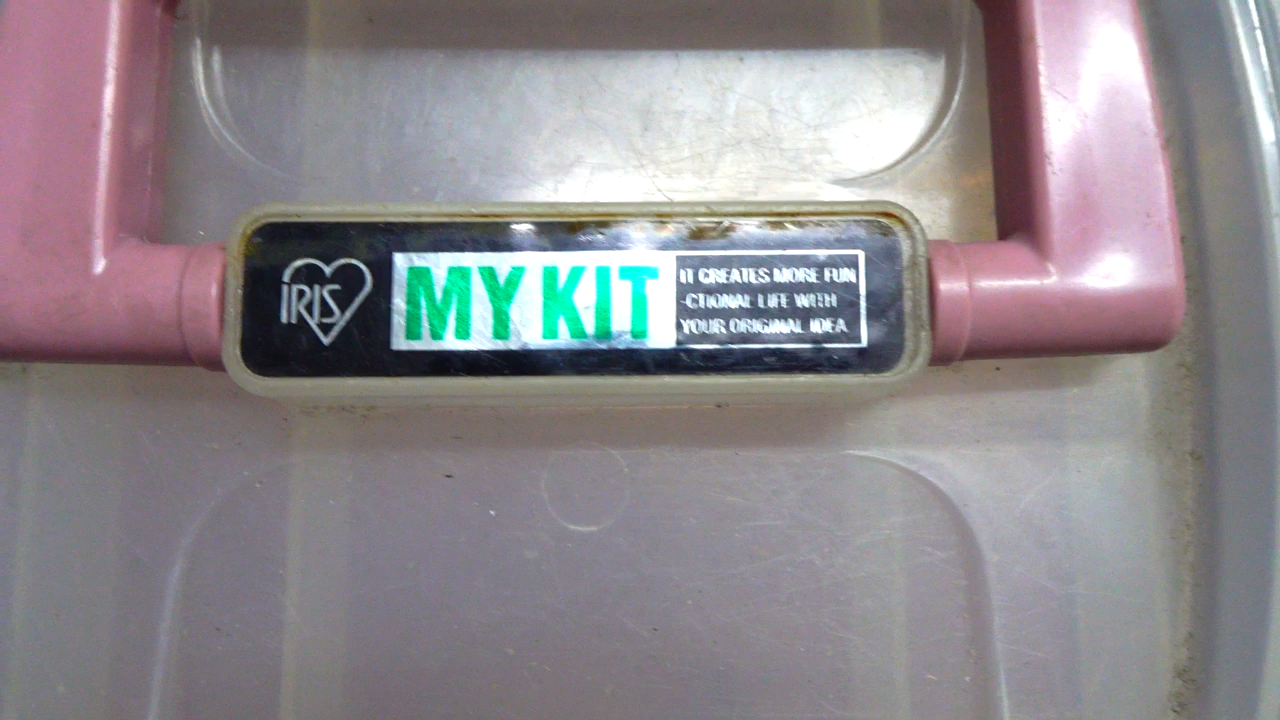 IRIS
MY KIT
IT CREATES MORE FUN
-CTIONAL LIFE WITH
YOUR ORIGINAL IDEA